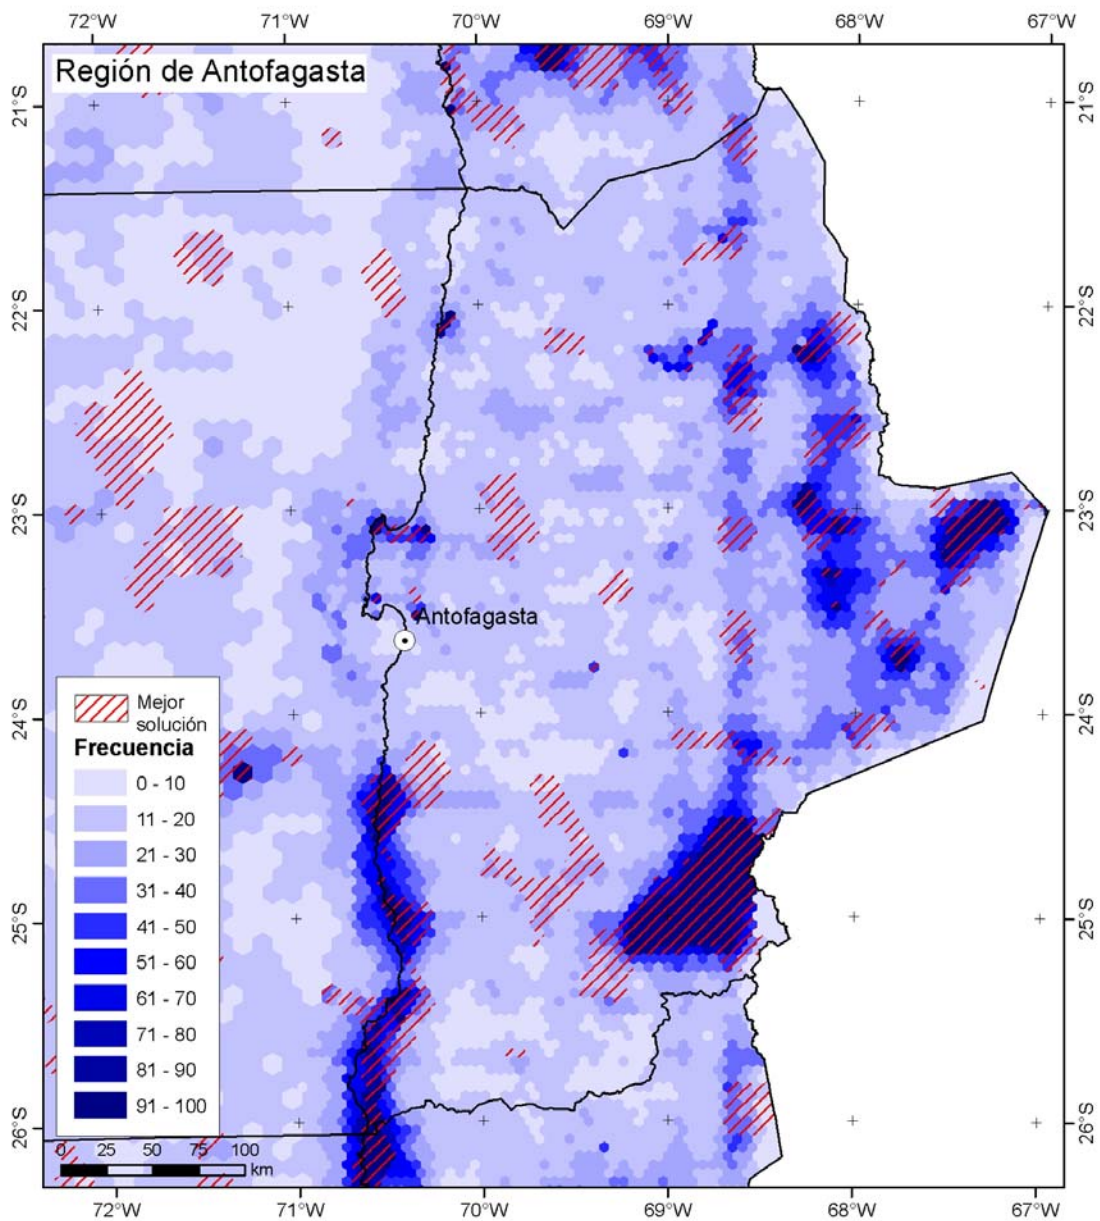 72°W 71°W 70°W 69°W 68°W 67°W
Región de Antofagasta
21°S 21°S
22°S 22°S
23°S 23°S
Antofagasta
24°S 24°S
Mejor
solución
Frecuencia
0 - 10
11 - 20
21 - 30
31 - 40
41 - 50
51 - 60
61 - 70
71 - 80
81 - 90
91 - 100
25°S 25°S
26°S 26°S
0 25 50 75 100
km
72°W 71°W 70°W 69°W 68°W 67°W